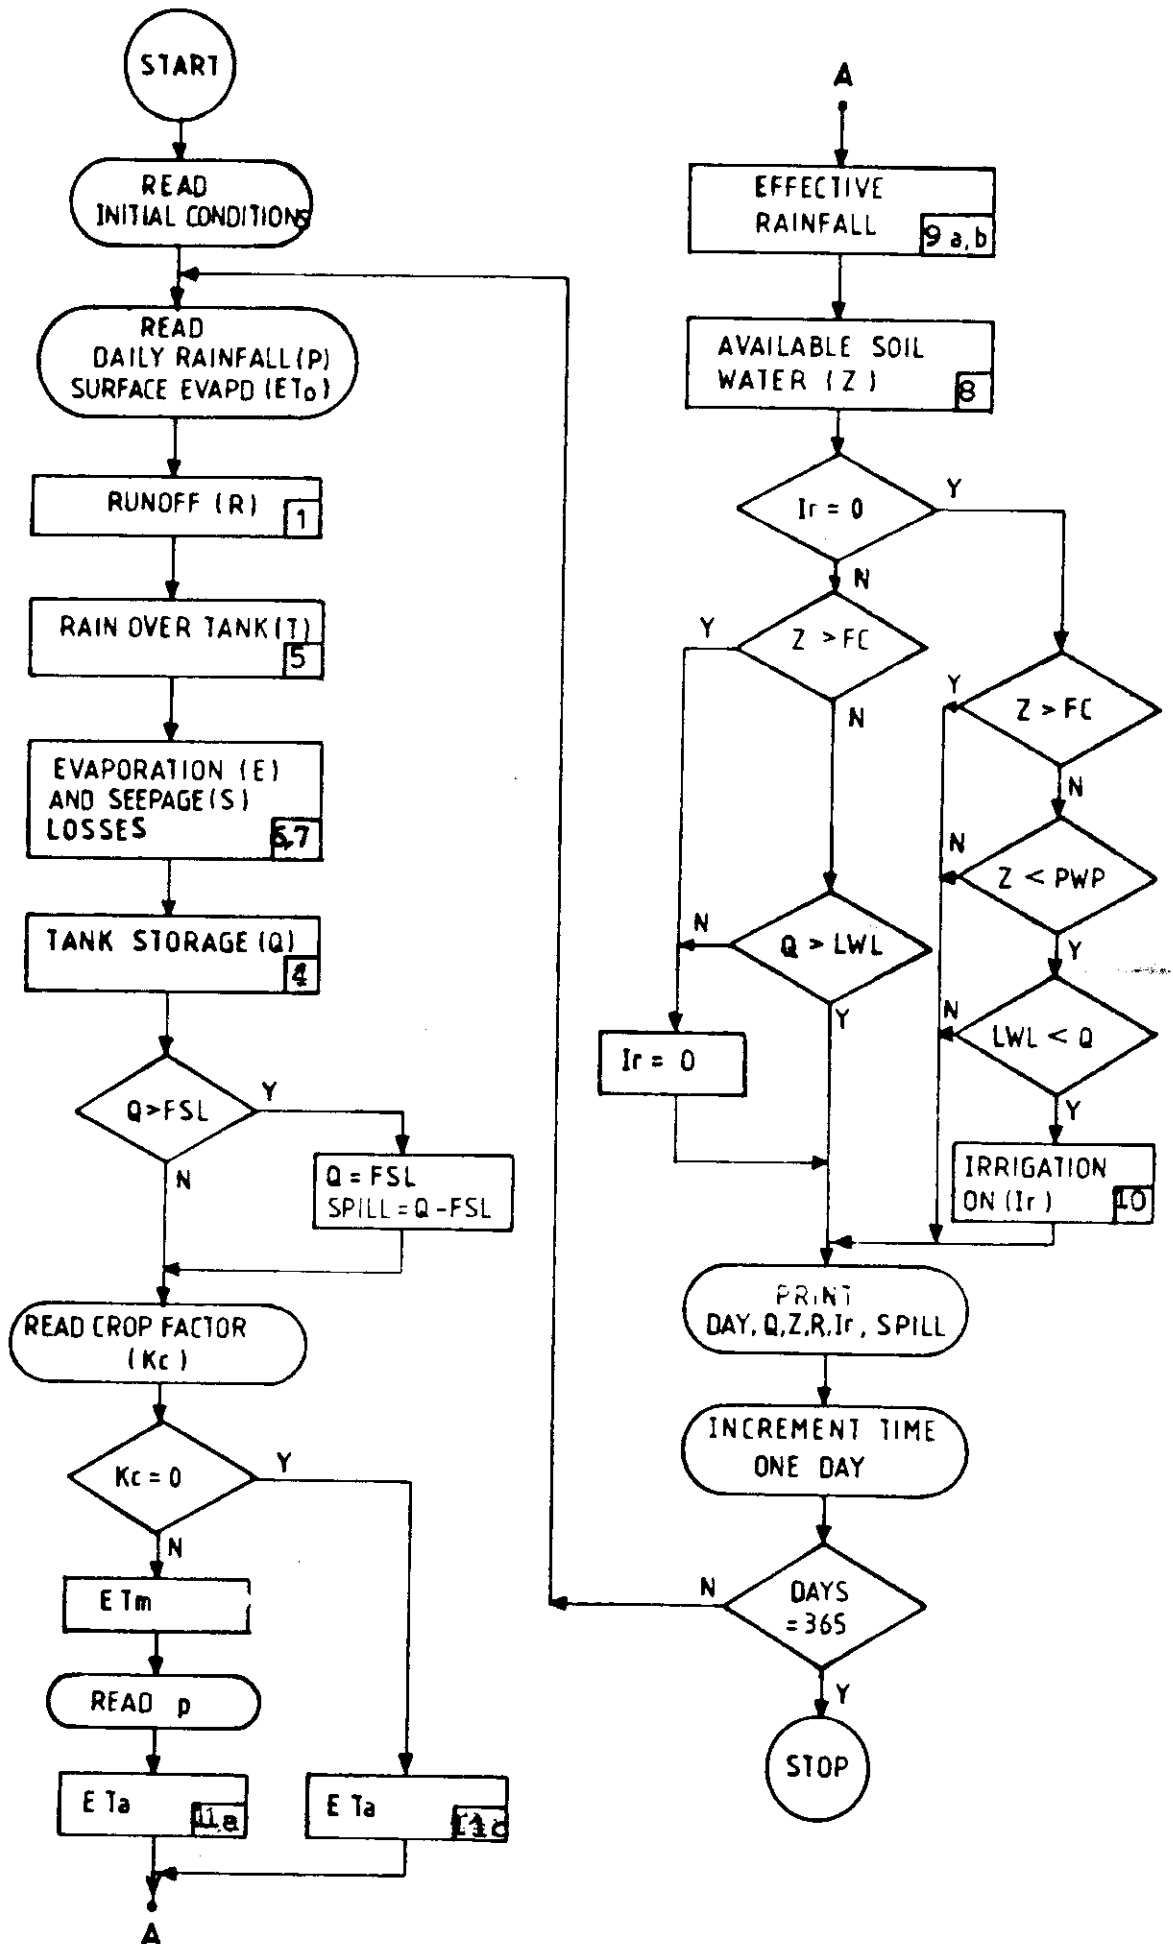 START
READ
INITIAL CONDITIONS
READ
DAILY RAINFALL (P)
SURFACE EVAPD (ETo)
RUNOFF (R)
1
RAIN OVER TANK (T)
5
EVAPORATION (E)
AND SEEPAGE (S)
LOSSES
6,7
TANK STORAGE (Q)
4
Q>FSL
Y
N
Q = FSL
SPILL = Q - FSL
READ CROP FACTOR
(Kc)
Kc = 0
Y
N
ETm
READ p
ETa
11a
ETa
11c
A
A
EFFECTIVE
RAINFALL
9 a,b
AVAILABLE SOIL
WATER (Z)
8
Ir = 0
Y
N
Z > FC
Y
N
Z > FC
Y
N
Z < PWP
N
Y
Q > LWL
N
Y
LWL < Q
N
Y
Ir = 0
IRRIGATION
ON (Ir)
10
PRINT
DAY, Q, Z, R, Ir, SPILL
INCREMENT TIME
ONE DAY
DAYS
=365
N
Y
STOP